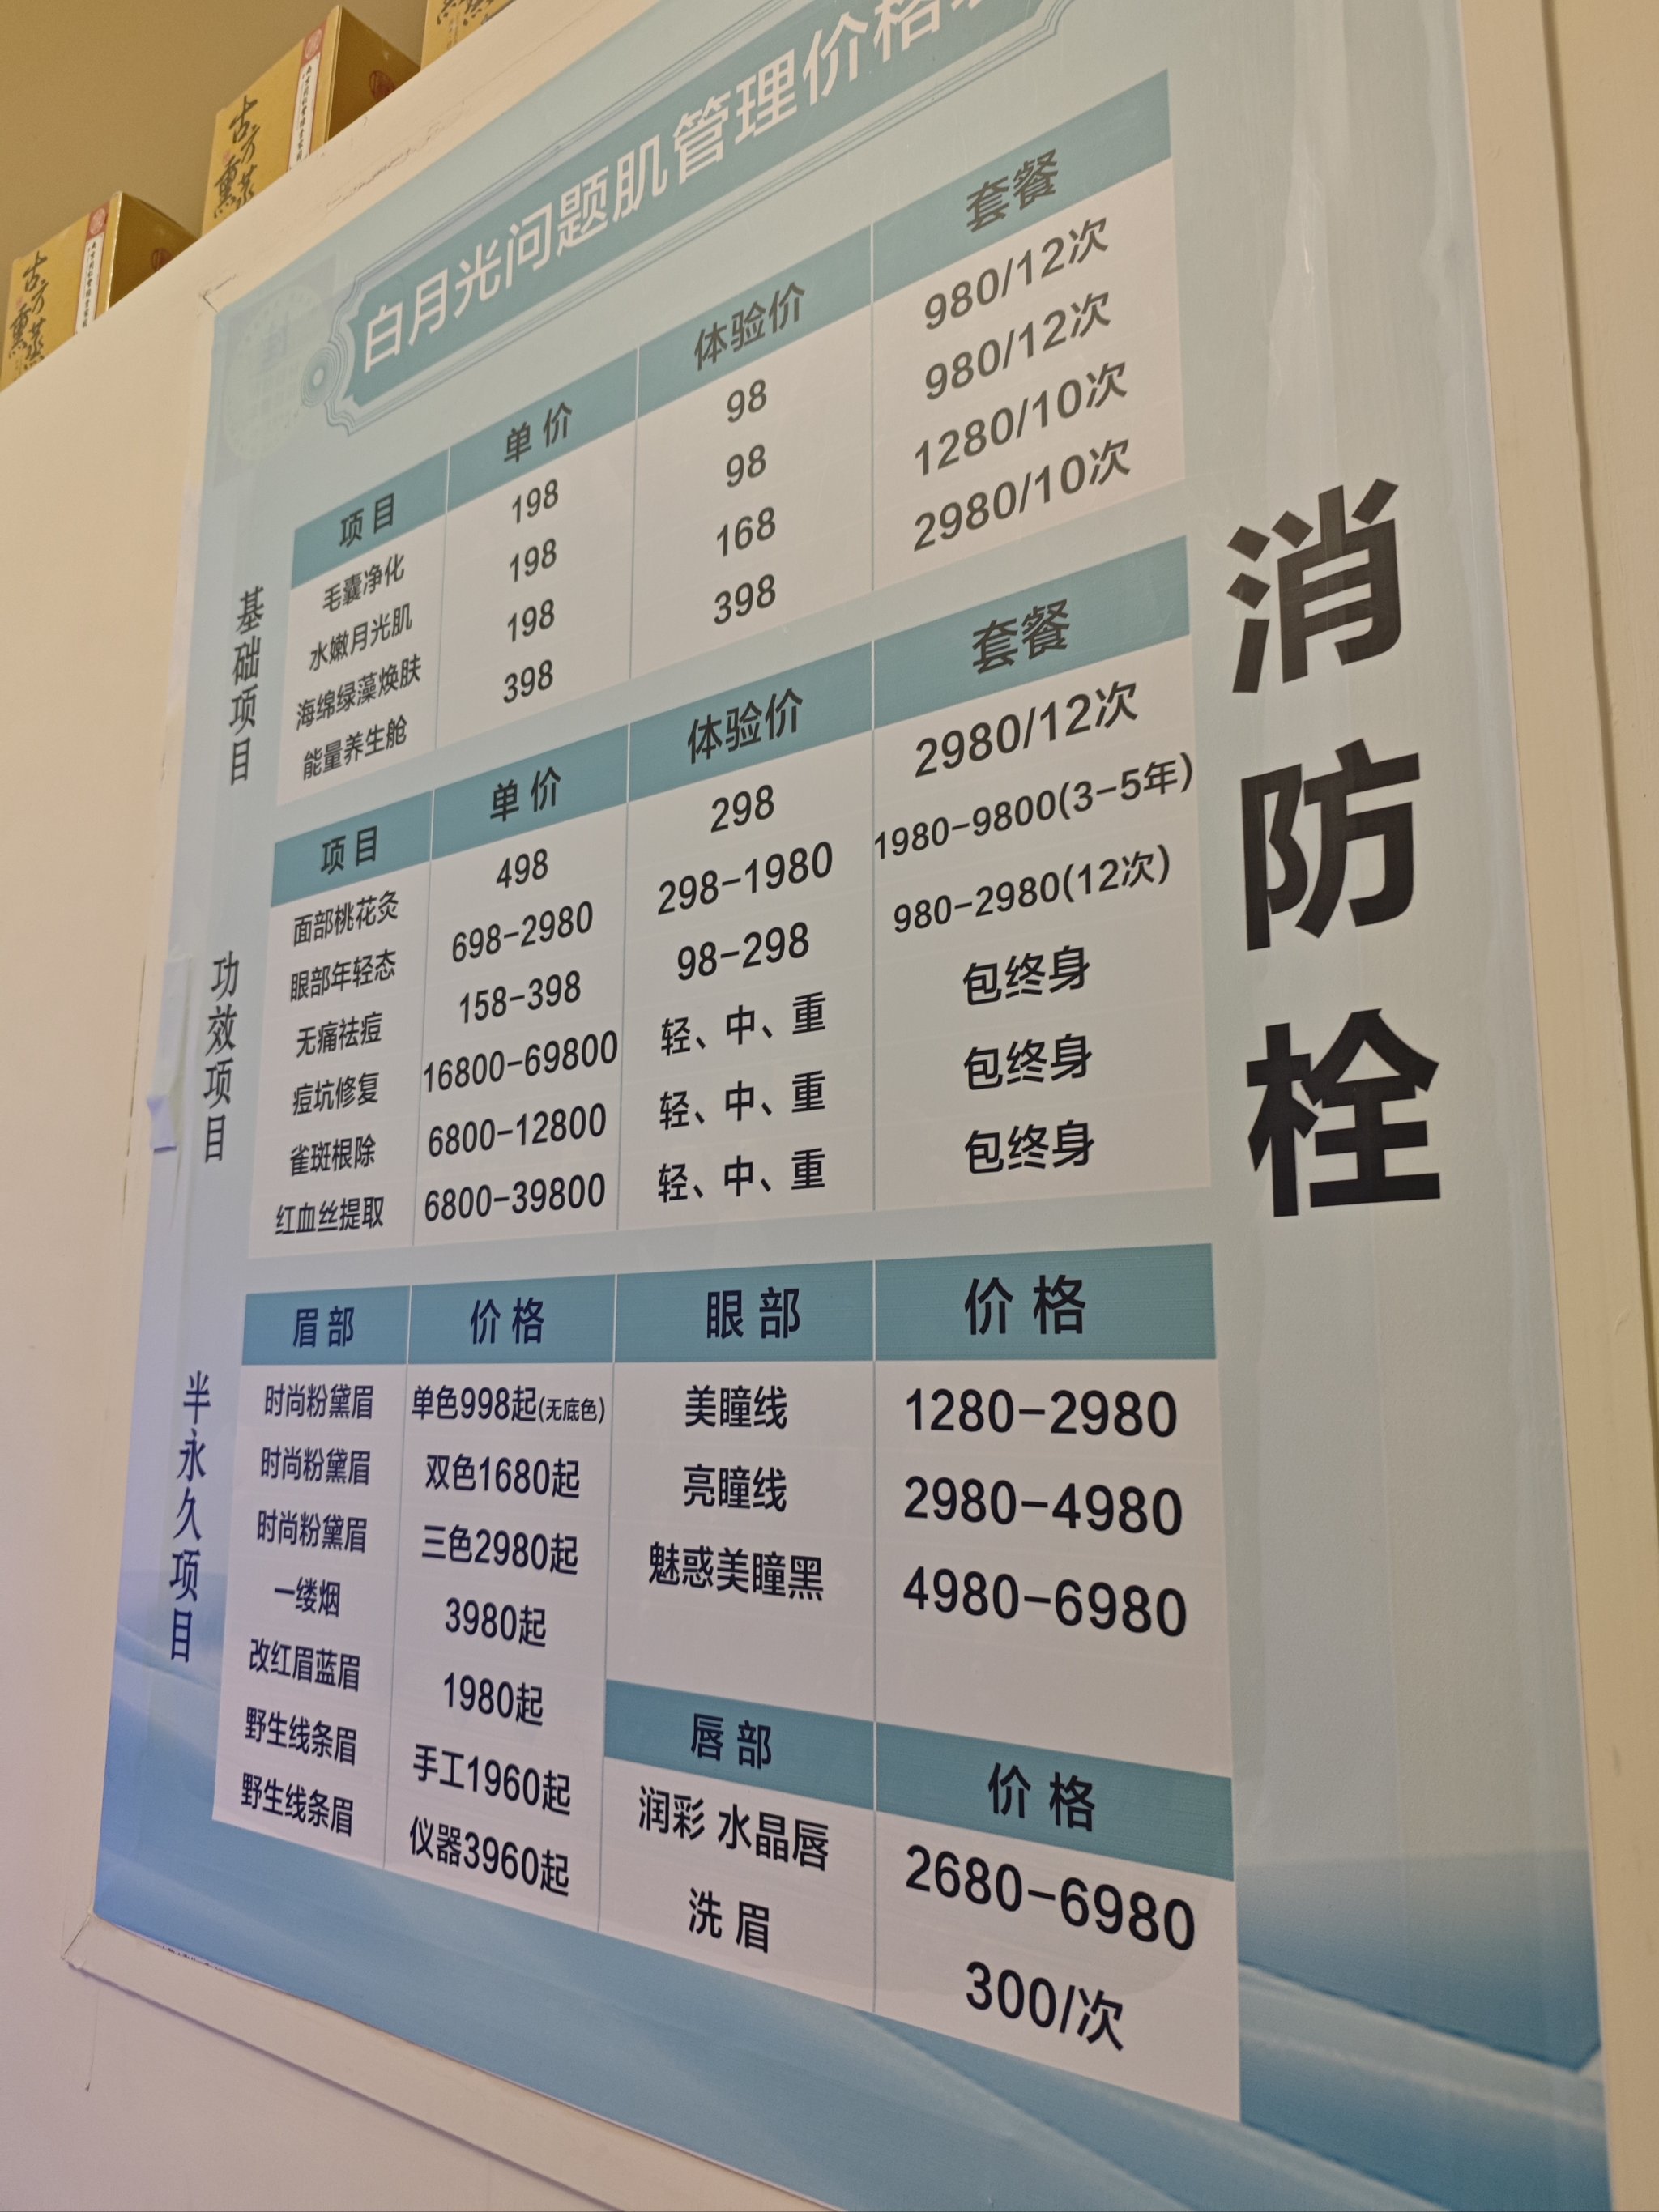 古方熏蒸
古方熏蒸
白月光问题肌管理价格
消防栓
基础项目
项目 单价 体验价 套餐
毛囊净化 198 98 980/12次
水嫩月光肌 198 98 980/12次
海绵绿藻焕肤 198 168 1280/10次
能量养生舱 398 398 2980/10次
功效项目
项目 单价 体验价 套餐
面部桃花灸 498 298 2980/12次
眼部年轻态 698-2980 298-1980 1980-9800(3-5年)
无痛祛痘 158-398 98-298 980-2980(12次)
痘坑修复 16800-69800 轻、中、重 包终身
雀斑根除 6800-12800 轻、中、重 包终身
红血丝提取 6800-39800 轻、中、重 包终身
半永久项目
眉部 价格
时尚粉黛眉 单色998起(无底色)
时尚粉黛眉 双色1680起
时尚粉黛眉 三色2980起
一缕烟 3980起
改红眉蓝眉 1980起
野生线条眉 手工1960起
野生线条眉 仪器3960起
眼部 价格
美瞳线 1280-2980
亮瞳线 2980-4980
魅惑美瞳黑 4980-6980
唇部 价格
润彩 水晶唇 2680-6980
洗眉 300/次